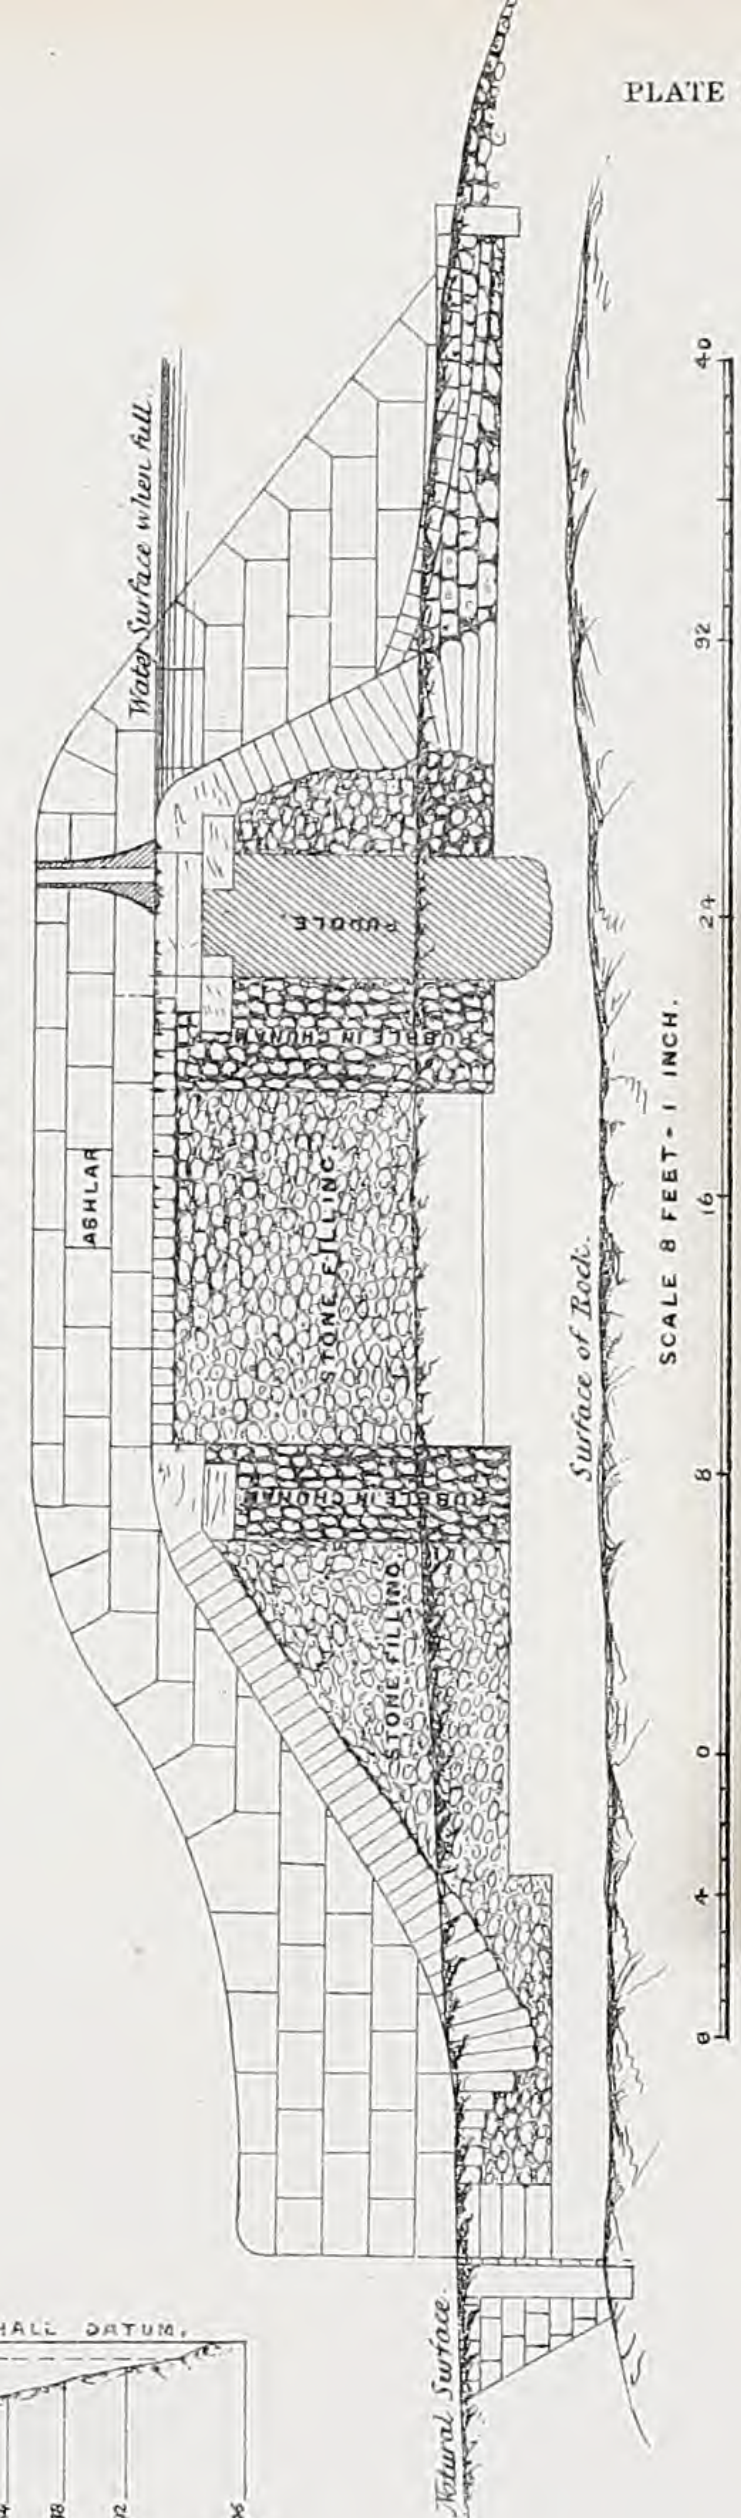 PLATE
Water Surface when full.
ASHLAR
PUDDLE.
RUBBLE IN CHUNAM
STONE FILLING.
RUBBLE IN CHUNAM
STONE FILLING.
Surface of Rock.
Natural Surface.
SCALE 8 FEET - 1 INCH.
8 4 0 8 16 24 32 40
HALL DATUM.